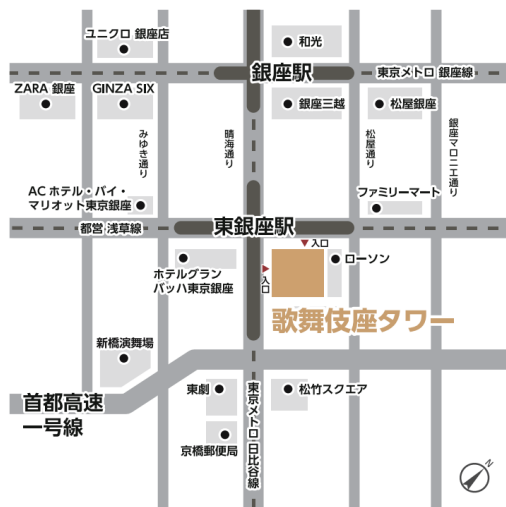 ユニクロ 銀座店
和光
銀座駅
東京メトロ 銀座線
ZARA 銀座
GINZA SIX
銀座三越
松屋銀座
みゆき通り
晴海通り
松屋通り
銀座マロニエ通り
AC ホテル・バイ・
マリオット東京銀座
ファミリーマート
都営 浅草線
東銀座駅
入口
ローソン
ホテルグラン
バッハ東京銀座
入口
歌舞伎座タワー
新橋演舞場
首都高速
一号線
東劇
東京メトロ 日比谷線
松竹スクエア
京橋郵便局
N